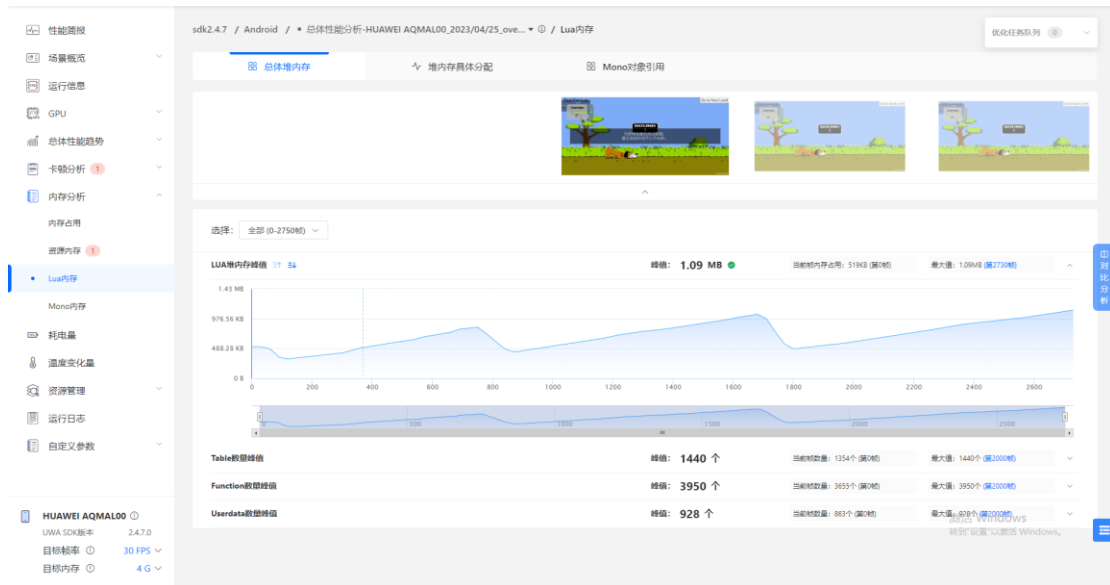 性能简报
场景概览
运行信息
GPU
总体性能趋势
卡顿分析 1
内存分析
内存占用
资源内存 1
Lua内存
Mono内存
耗电量
温度变化量
资源管理
运行日志
自定义参数
HUAWEI AQMAL00
UWA SDK版本 2.4.7.0
目标帧率 30 FPS
目标内存 4 G
sdk2.4.7 / Android / • 总体性能分析-HUAWEI AQMAL00_2023/04/25_ove... / Lua内存
优化任务队列 0
总体堆内存 堆内存具体分配 Mono对象引用
选择: 全部 (0-2750帧)
LUA堆内存峰值 峰值: 1.09 MB 当前帧内存占用: 519KB (第0帧) 最大值: 1.09MB (第2730帧)
1.43 MB
976.56 KB
488.28 KB
0 B
0 200 400 600 800 1000 1200 1400 1600 1800 2000 2200 2400 2600
0 500 1000 1500 2000 2500
Table数量峰值 峰值: 1440 个 当前帧数量: 1354个 (第0帧) 最大值: 1440个 (第2000帧)
Function数量峰值 峰值: 3950 个 当前帧数量: 3655个 (第0帧) 最大值: 3950个 (第2000帧)
Userdata数量峰值 峰值: 928 个 当前帧数量: 863个 (第0帧) 最大值: 928个 (第2000帧)
激活 Windows
转到"设置"以激活 Windows。
对比分析